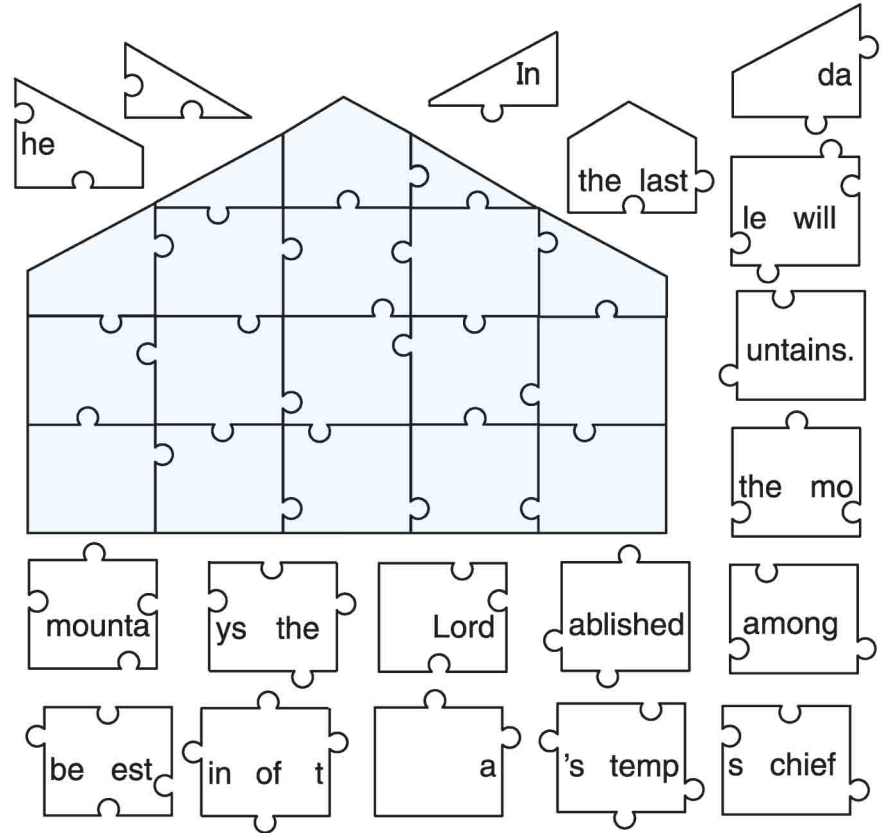 In
da
he
the last
le will
untains.
the mo
mounta
ys the
Lord
ablished
among
be est
in of t
a
's temp
s chief